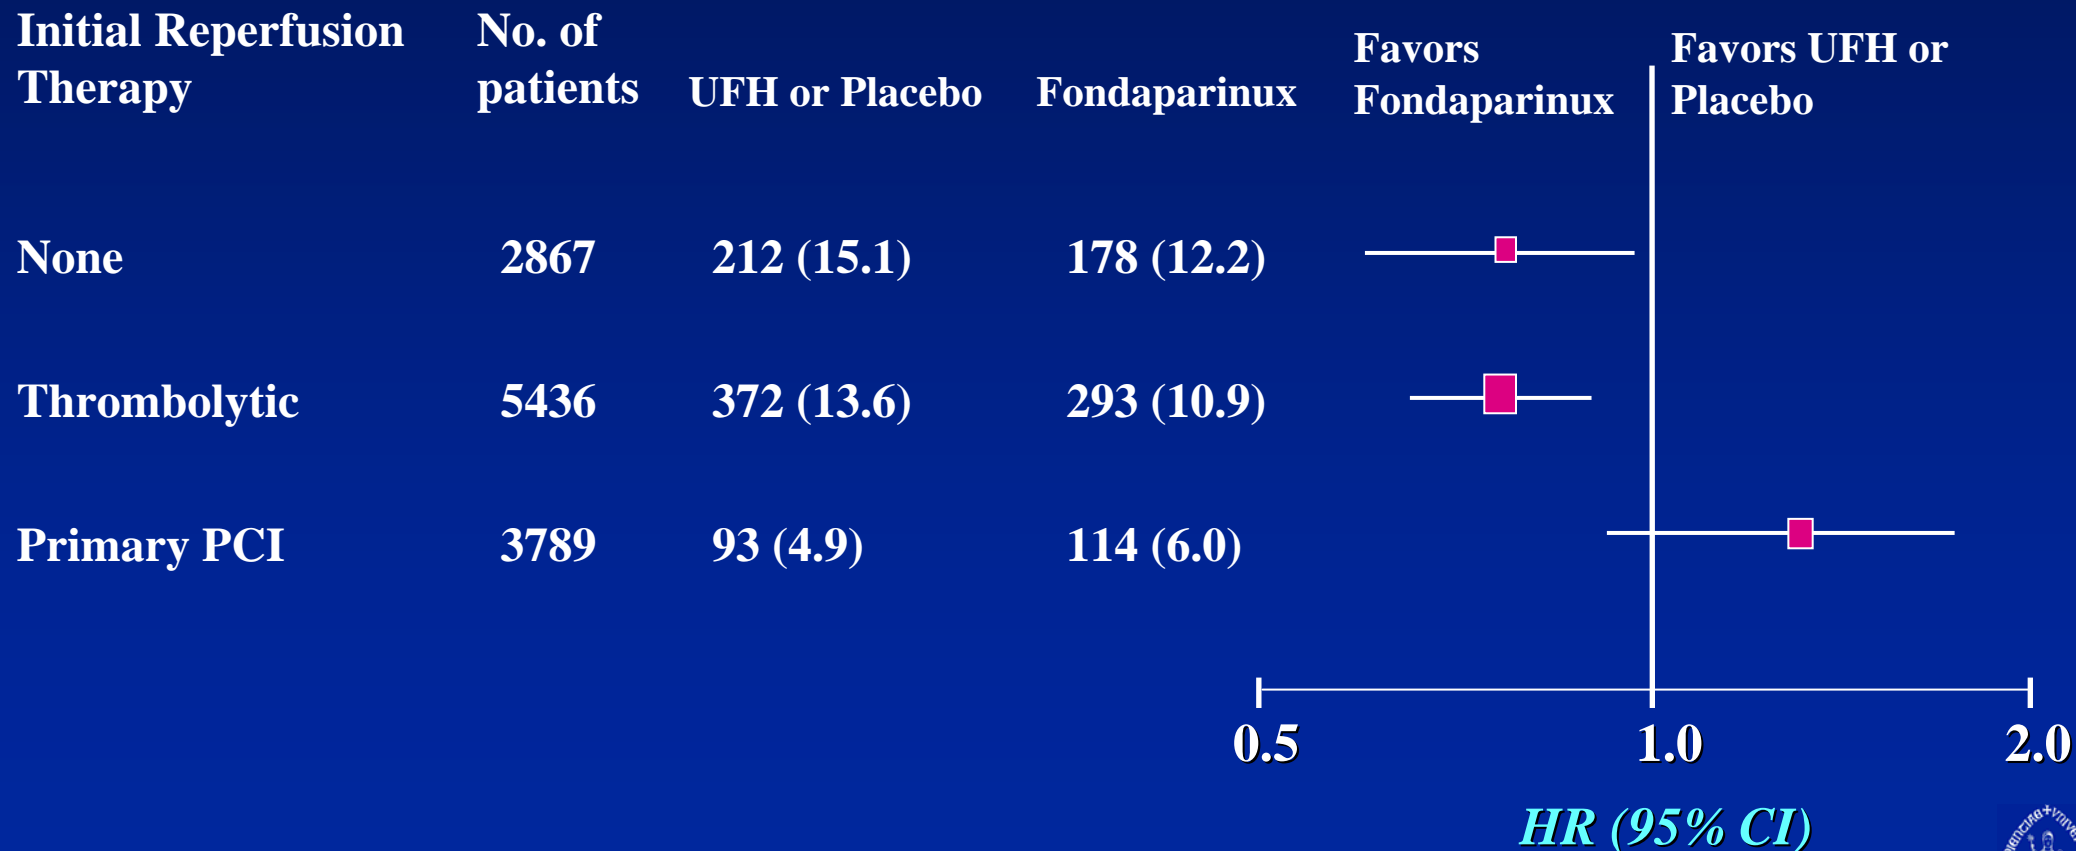 Initial Reperfusion
Therapy
No. of
patients
UFH or Placebo
Fondaparinux
Favors
Fondaparinux
Favors UFH or
Placebo
None 2867 212 (15.1) 178 (12.2)
Thrombolytic 5436 372 (13.6) 293 (10.9)
Primary PCI 3789 93 (4.9) 114 (6.0)
0.5 1.0 2.0
HR (95% CI)